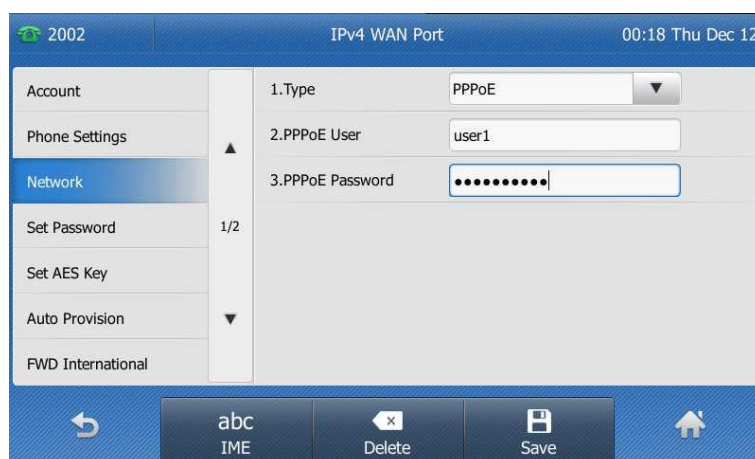 2002 IPv4 WAN Port 00:18 Thu Dec 12
Account
Phone Settings
Network
Set Password
Set AES Key
Auto Provision
FWD International
1/2
1.Type PPPoE
2.PPPoE User user1
3.PPPoE Password ••••••••••
abc
IME
Delete
Save